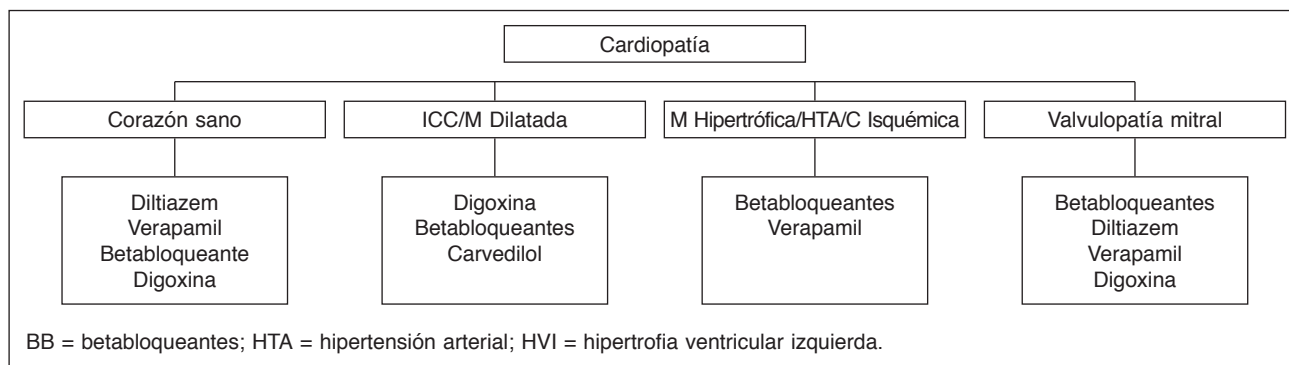 Cardiopatía
Corazón sano
ICC/M Dilatada
M Hipertrófica/HTA/C Isquémica
Valvulopatía mitral
Diltiazem
Verapamil
Betabloqueante
Digoxina
Digoxina
Betabloqueantes
Carvedilol
Betabloqueantes
Verapamil
Betabloqueantes
Diltiazem
Verapamil
Digoxina
BB = betabloqueantes; HTA = hipertensión arterial; HVI = hipertrofia ventricular izquierda.